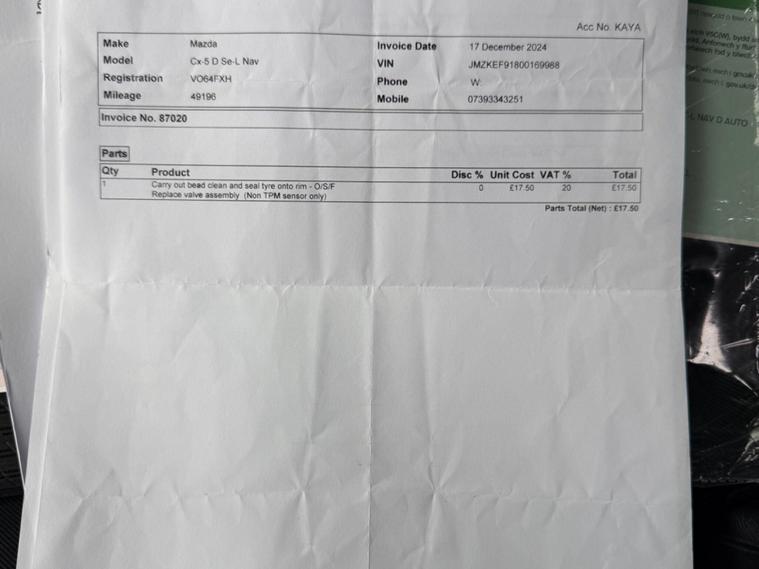 Acc No. KAYA
Make Mazda Invoice Date 17 December 2024
Model Cx-5 D Se-L Nav VIN JMZKEF91800169988
Registration VO64FXH Phone W:
Mileage 49196 Mobile 07393343251
Invoice No. 87020
Parts
Qty Product Disc % Unit Cost VAT % Total
1 Carry out bead clean and seal tyre onto rim - O/S/F 0 £17.50 20 £17.50
Replace valve assembly (Non TPM sensor only)
Parts Total (Net) : £17.50
L NAV D AUTO